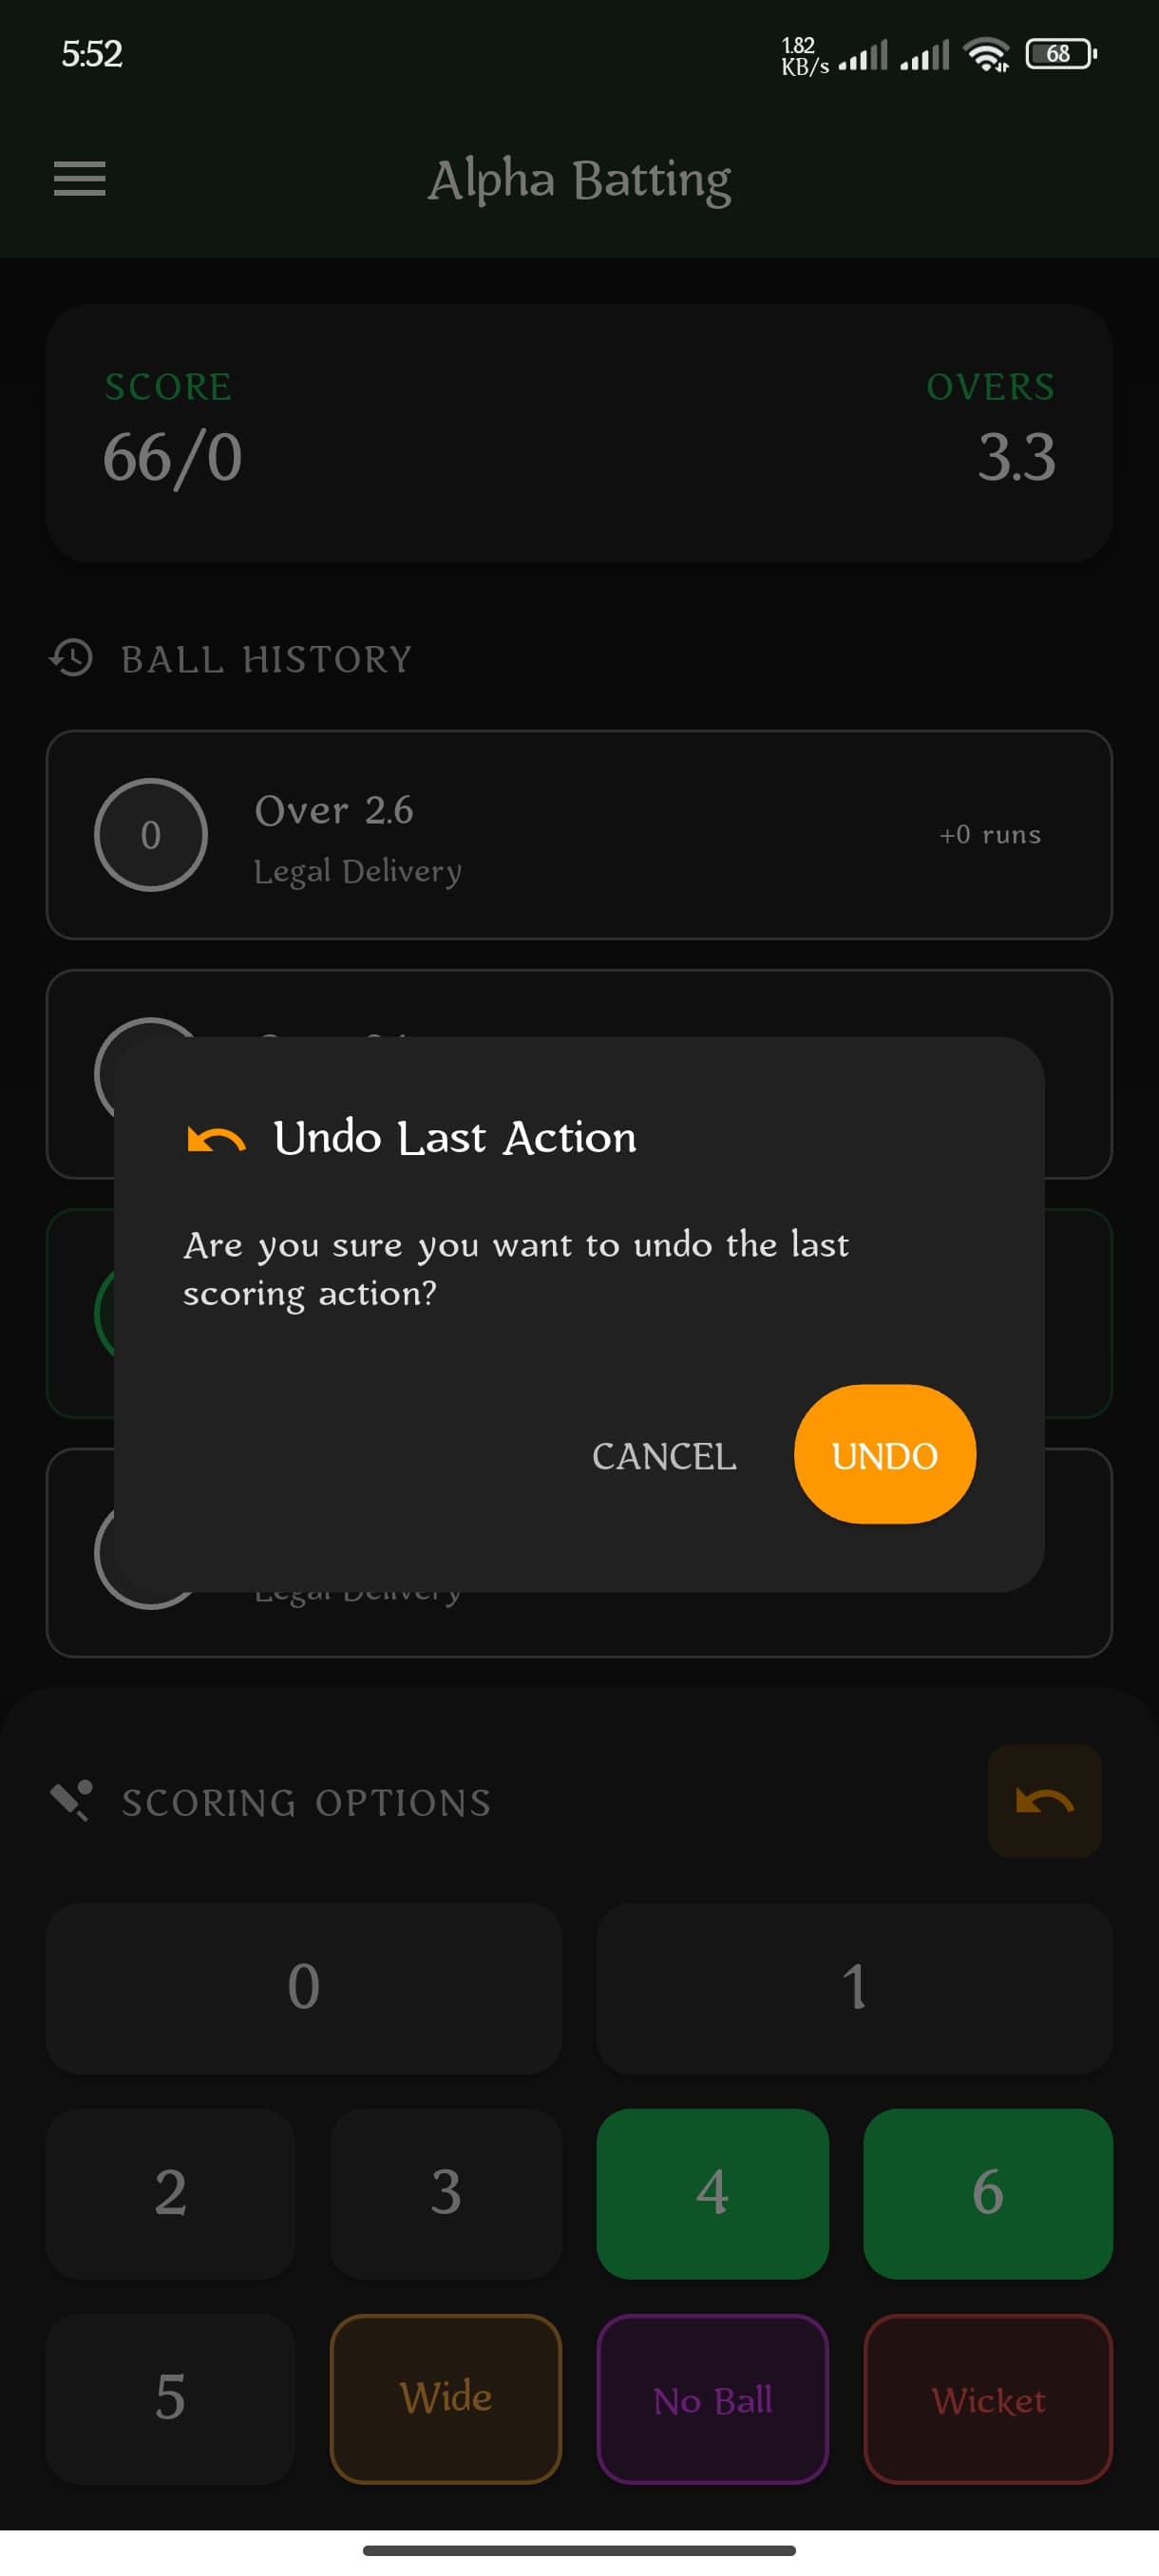 5:52
1.82
KB/s
68
Alpha Batting
SCORE
OVERS
66/0
3.3
BALL HISTORY
0
Over 2.6
Legal Delivery
+0 runs
Undo Last Action
Are you sure you want to undo the last
scoring action?
CANCEL
UNDO
Legal Delivery
SCORING OPTIONS
0
1
2
3
4
6
5
Wide
No Ball
Wicket